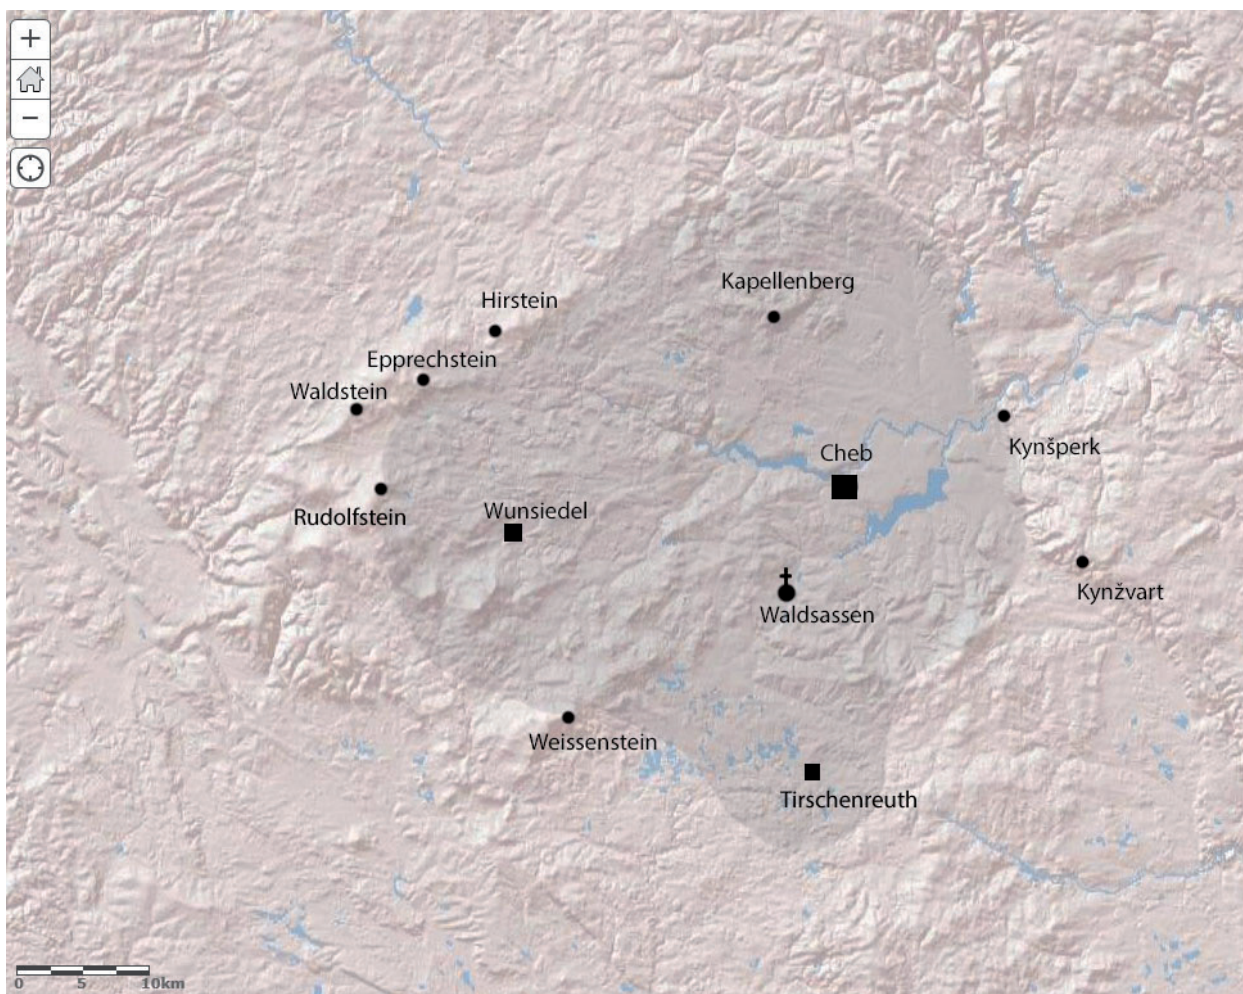 +
−
Kapellenberg
Hirstein
Epprechstein
Waldstein
Kynšperk
Cheb
Rudolfstein
Wunsiedel
Kynžvart
Waldsassen
Weissenstein
Tirschenreuth
0 5 10km